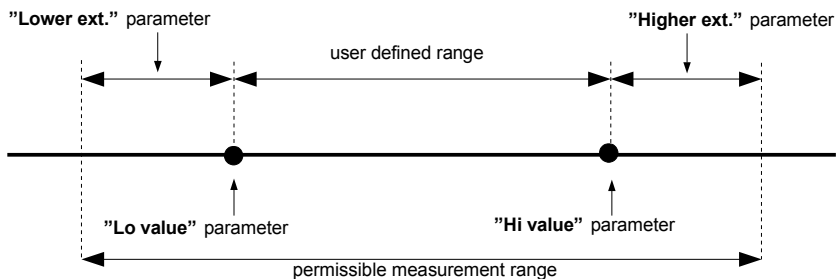 ”Lower ext.” parameter
”Higher ext.” parameter
user defined range
”Lo value” parameter
”Hi value” parameter
permissible measurement range